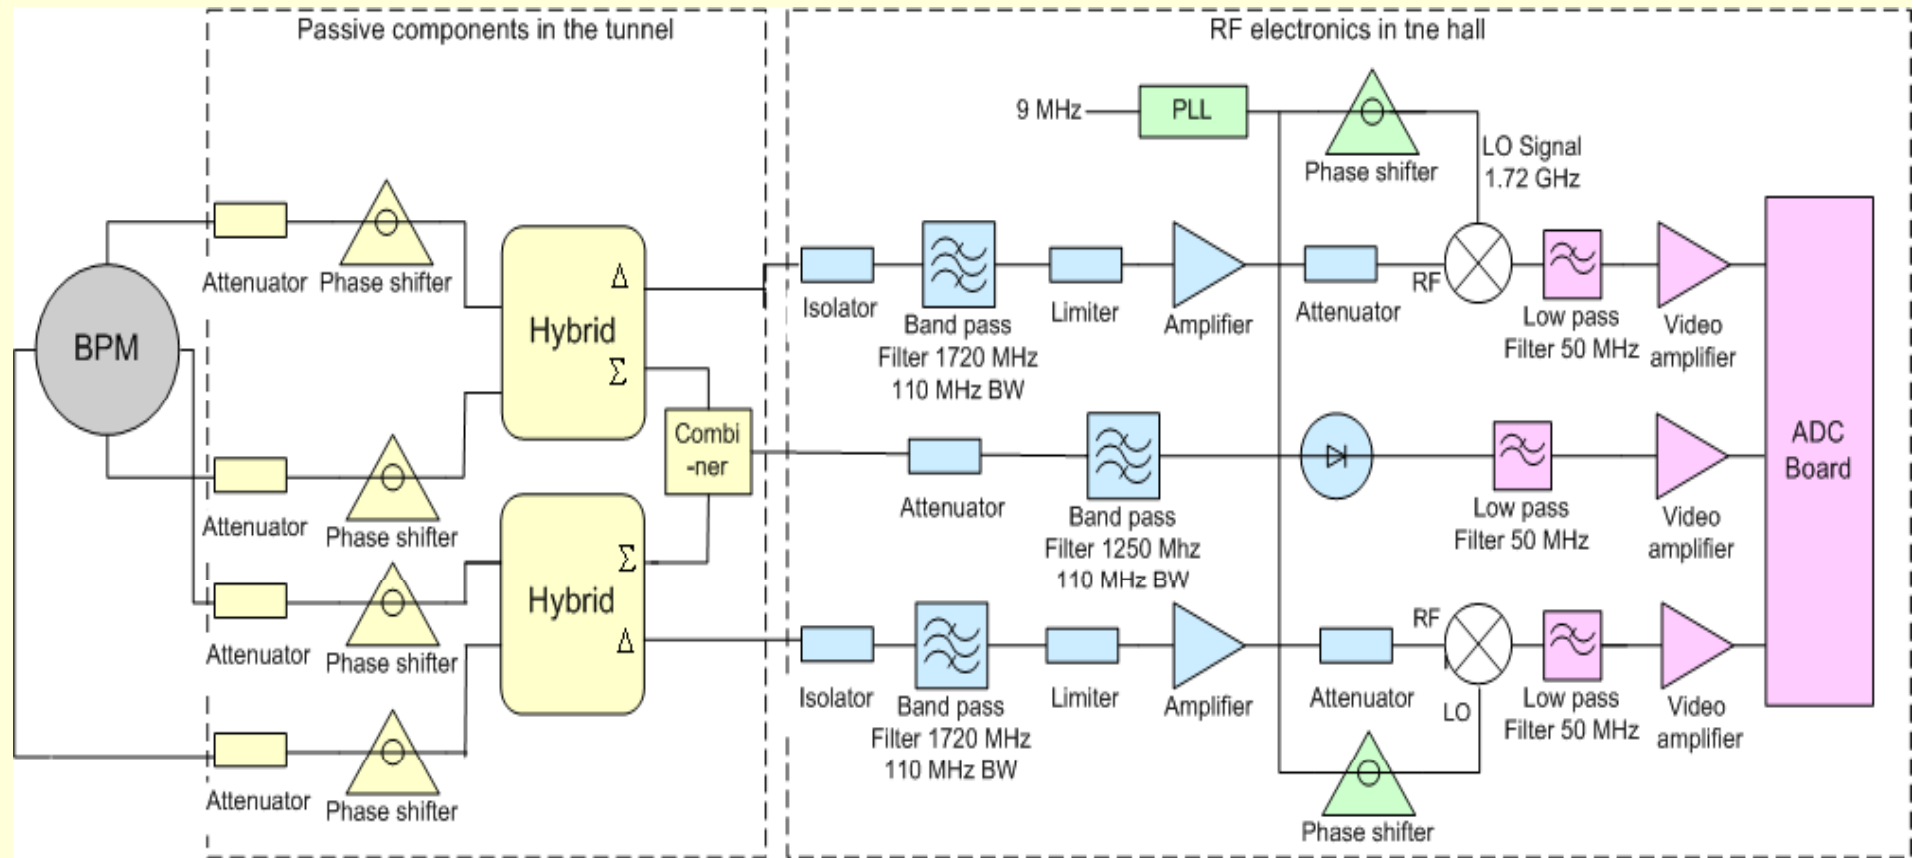 Passive components in the tunnel
RF electronics in tne hall
9 MHz
PLL
Phase shifter
LO Signal
1.72 GHz
Attenuator
Phase shifter
BPM
Hybrid
Δ
Σ
Isolator
Band pass
Filter 1720 MHz
110 MHz BW
Limiter
Amplifier
Attenuator
RF
Low pass
Filter 50 MHz
Video
amplifier
ADC
Board
Combi
-ner
Attenuator
Phase shifter
Attenuator
Band pass
Filter 1250 Mhz
110 MHz BW
Low pass
Filter 50 MHz
Video
amplifier
Attenuator
Phase shifter
Hybrid
Σ
Δ
Isolator
Band pass
Filter 1720 MHz
110 MHz BW
Limiter
Amplifier
Attenuator
RF
LO
Low pass
Filter 50 MHz
Video
amplifier
Attenuator
Phase shifter
Phase shifter